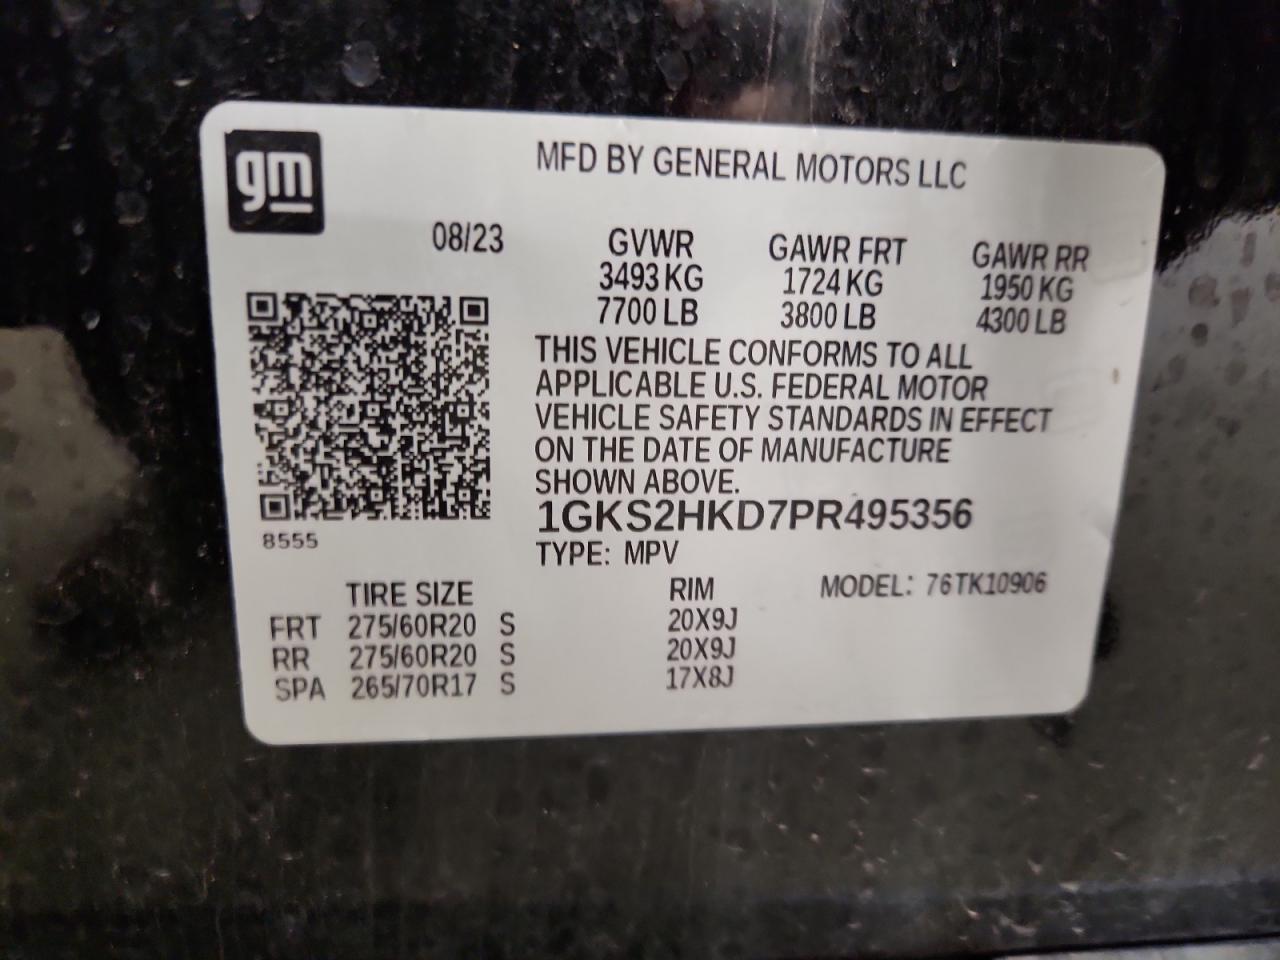 gm
MFD BY GENERAL MOTORS LLC
08/23 GVWR GAWR FRT GAWR RR
3493 KG 1724 KG 1950 KG
7700 LB 3800 LB 4300 LB
THIS VEHICLE CONFORMS TO ALL
APPLICABLE U.S. FEDERAL MOTOR
VEHICLE SAFETY STANDARDS IN EFFECT
ON THE DATE OF MANUFACTURE
SHOWN ABOVE.
1GKS2HKD7PR495356
8555
TYPE: MPV
TIRE SIZE RIM MODEL: 76TK10906
FRT 275/60R20 S 20X9J
RR 275/60R20 S 20X9J
SPA 265/70R17 S 17X8J